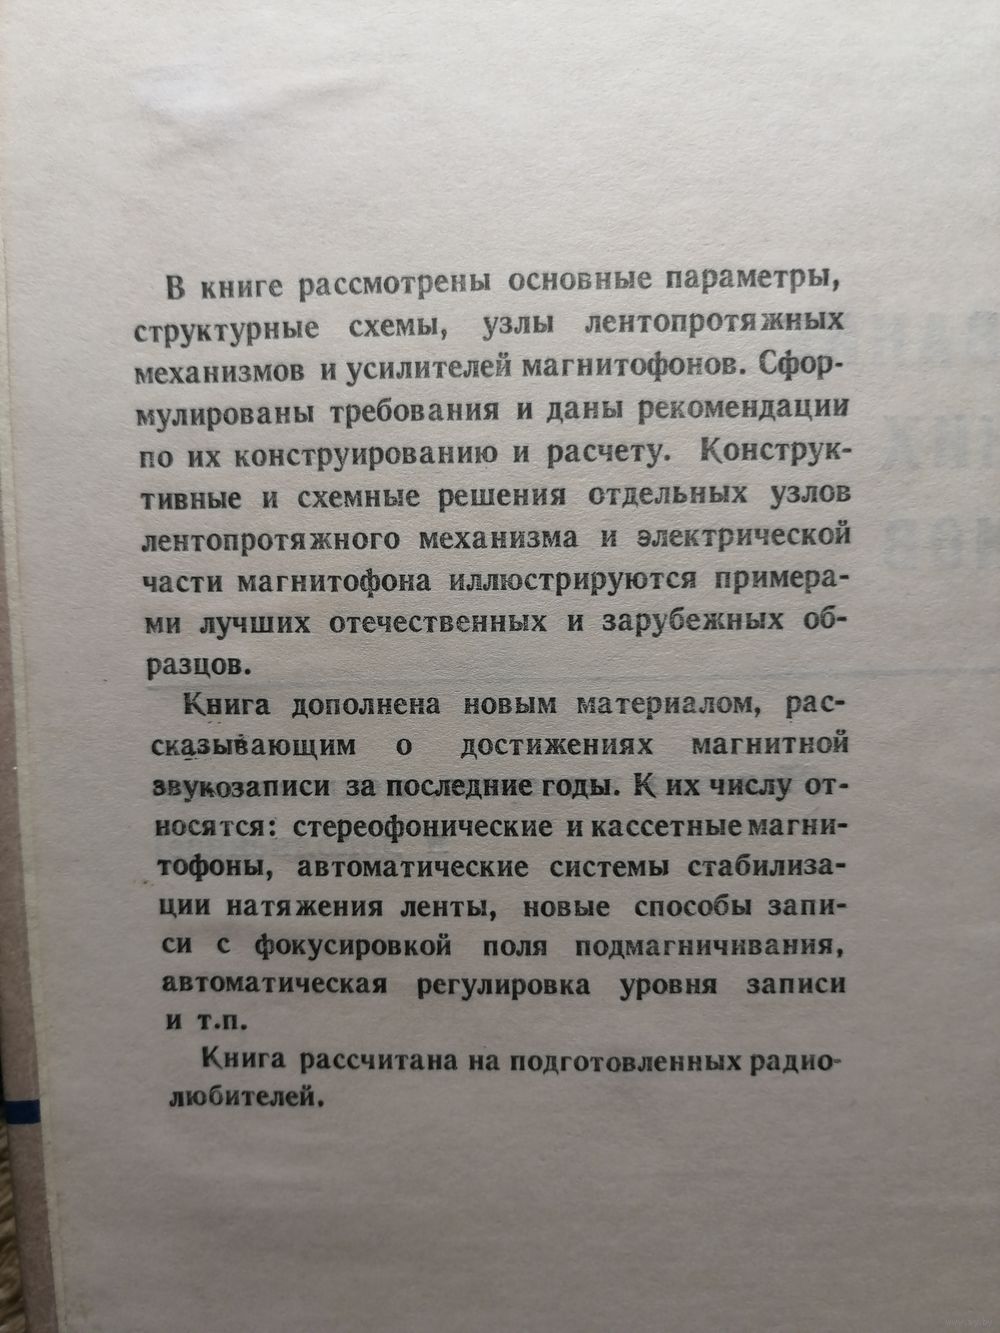 В книге рассмотрены основные параметры,
структурные схемы, узлы лентопротяжных
механизмов и усилителей магнитофонов. Сфор-
мулированы требования и даны рекомендации
по их конструированию и расчету. Конструк-
тивные и схемные решения отдельных узлов
лентопротяжного механизма и электрической
части магнитофона иллюстрируются примера-
ми лучших отечественных и зарубежных об-
разцов.
Книга дополнена новым материалом, рас-
сказывающим о достижениях магнитной
звукозаписи за последние годы. К их числу от-
носятся: стереофонические и кассетные магни-
тофоны, автоматические системы стабилиза-
ции натяжения ленты, новые способы запи-
си с фокусировкой поля подмагничивания,
автоматическая регулировка уровня записи
и т.п.
Книга рассчитана на подготовленных радио-
любителей.